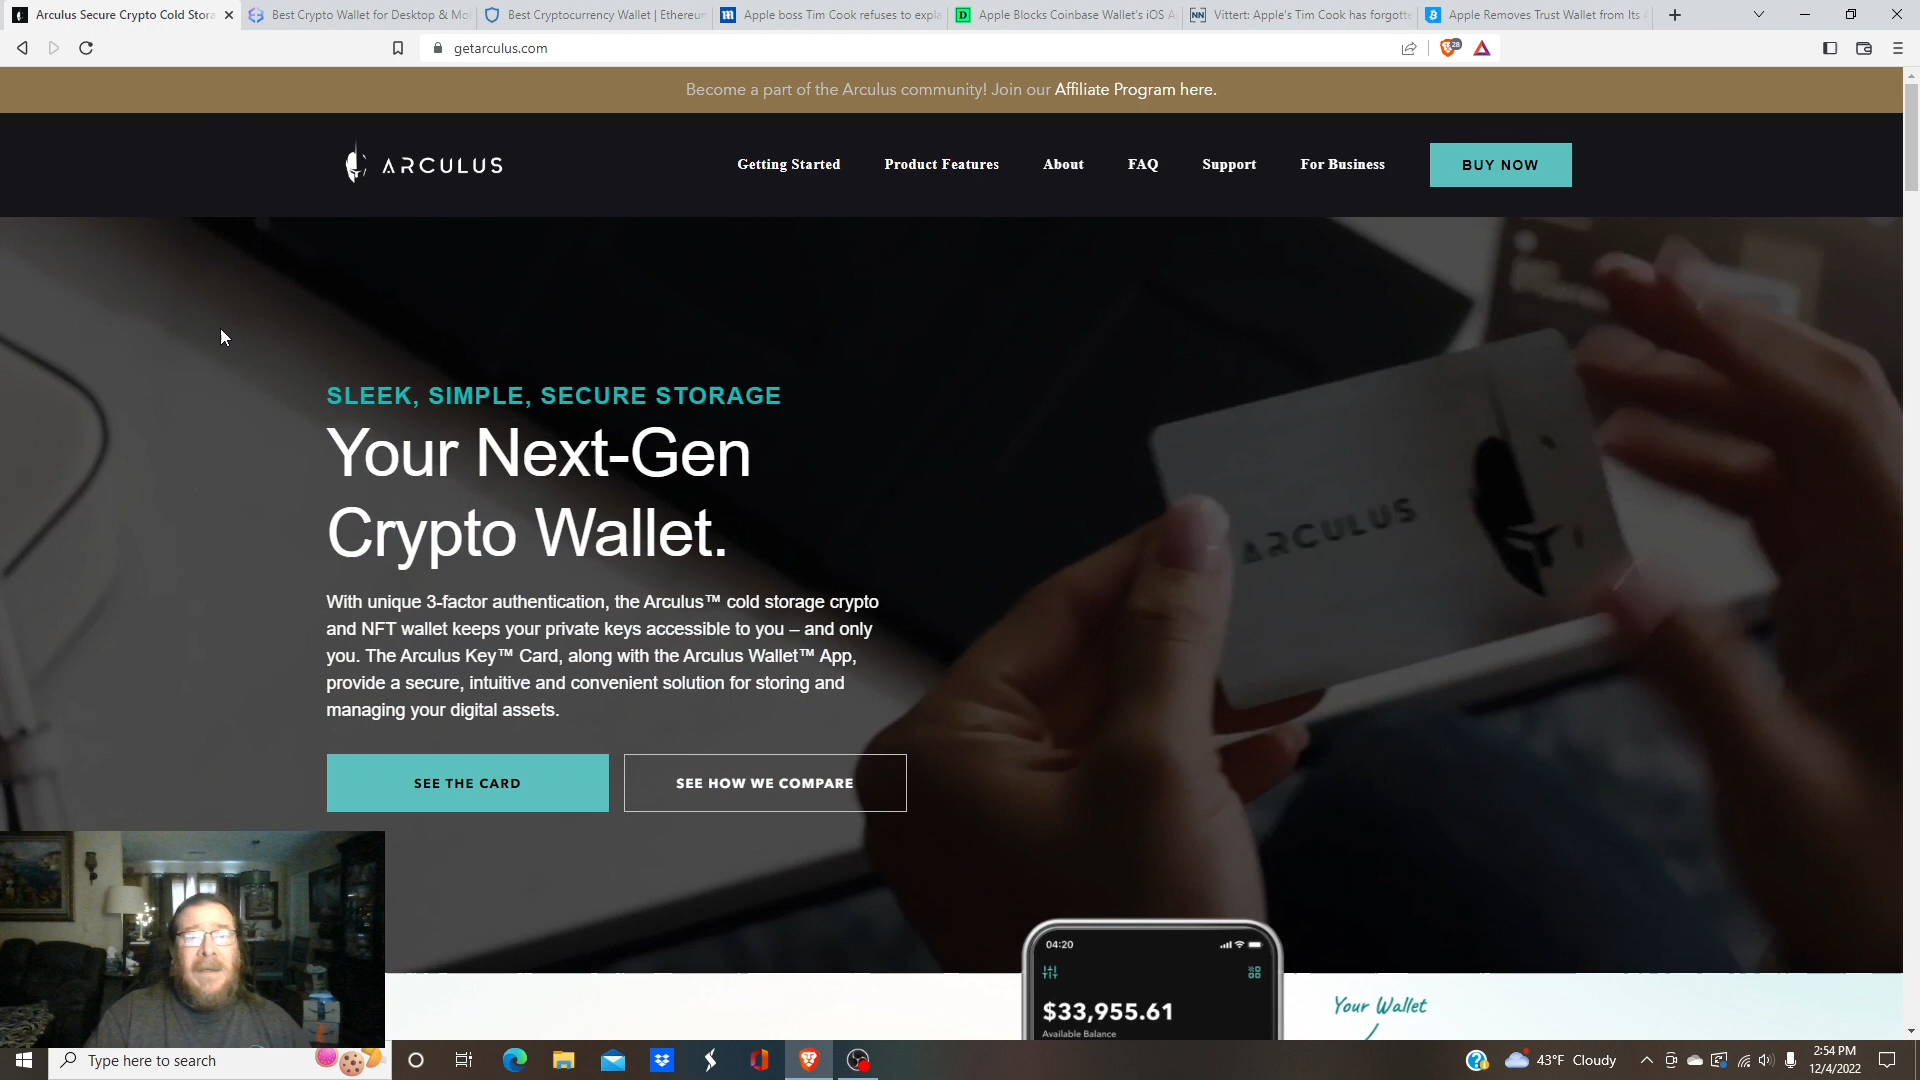 Arculus Secure Crypto Cold Stora
Best Crypto Wallet for Desktop & Mo
Best Cryptocurrency Wallet | Ethereum
Apple boss Tim Cook refuses to expla
Apple Blocks Coinbase Wallet's iOS A
Vittert: Apple's Tim Cook has forgotte
Apple Removes Trust Wallet from Its
getarculus.com
28
Become a part of the Arculus community! Join our Affiliate Program here.
ARCULUS
Getting Started
Product Features
About
FAQ
Support
For Business
BUY NOW
SLEEK, SIMPLE, SECURE STORAGE
Your Next-Gen
Crypto Wallet.
ARCULUS
With unique 3-factor authentication, the Arculus™ cold storage crypto
and NFT wallet keeps your private keys accessible to you – and only
you. The Arculus Key™ Card, along with the Arculus Wallet™ App,
provide a secure, intuitive and convenient solution for storing and
managing your digital assets.
SEE THE CARD
SEE HOW WE COMPARE
04:20
$33,955.61
Available Balance
Your Wallet
Type here to search
43°F Cloudy
2:54 PM
12/4/2022